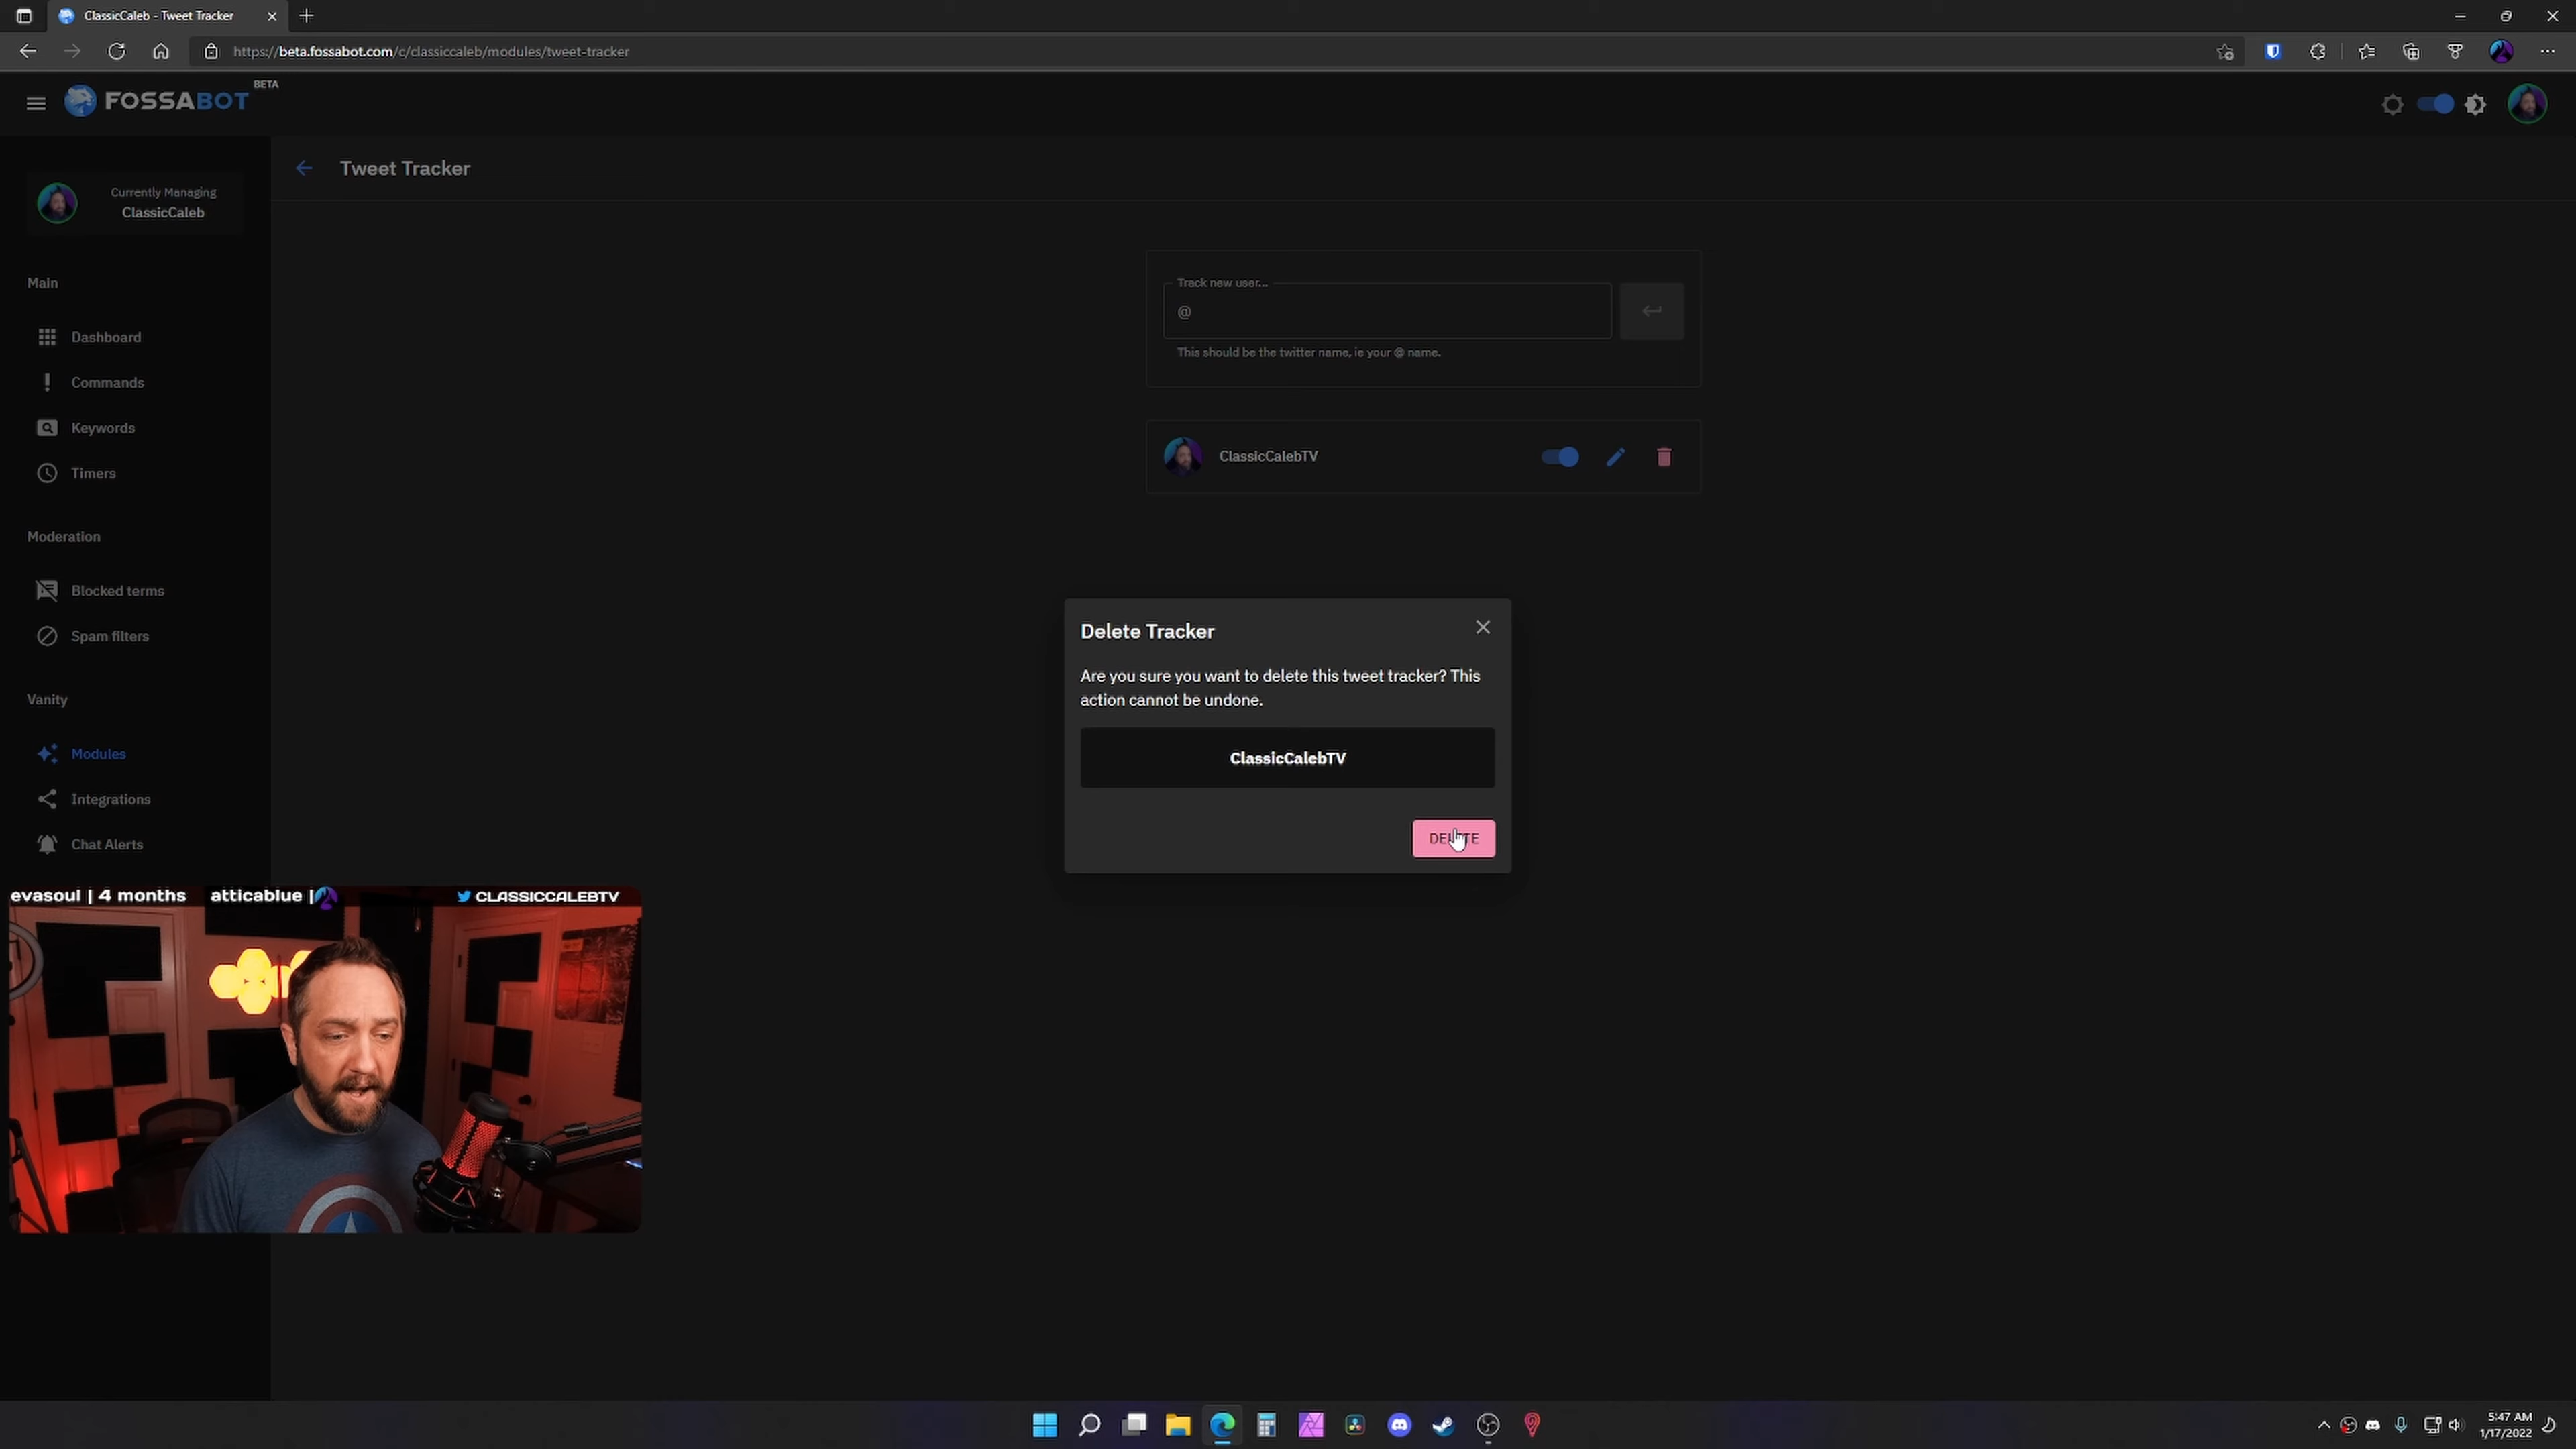 ClassicCaleb - Tweet Tracker
https://beta.fossabot.com/c/classiccaleb/modules/tweet-tracker
FOSSABOT BETA
Tweet Tracker
Currently Managing
ClassicCaleb
Main
Dashboard
Commands
Keywords
Timers
Moderation
Blocked terms
Spam filters
Vanity
Modules
Integrations
Chat Alerts
Track new user...
@
This should be the twitter name, ie your @ name.
ClassicCalebTV
Delete Tracker
Are you sure you want to delete this tweet tracker? This
action cannot be undone.
ClassicCalebTV
DELETE
evasoul | 4 months atticablue |
CLASSICCALEBTV
5:47 AM
1/17/2022